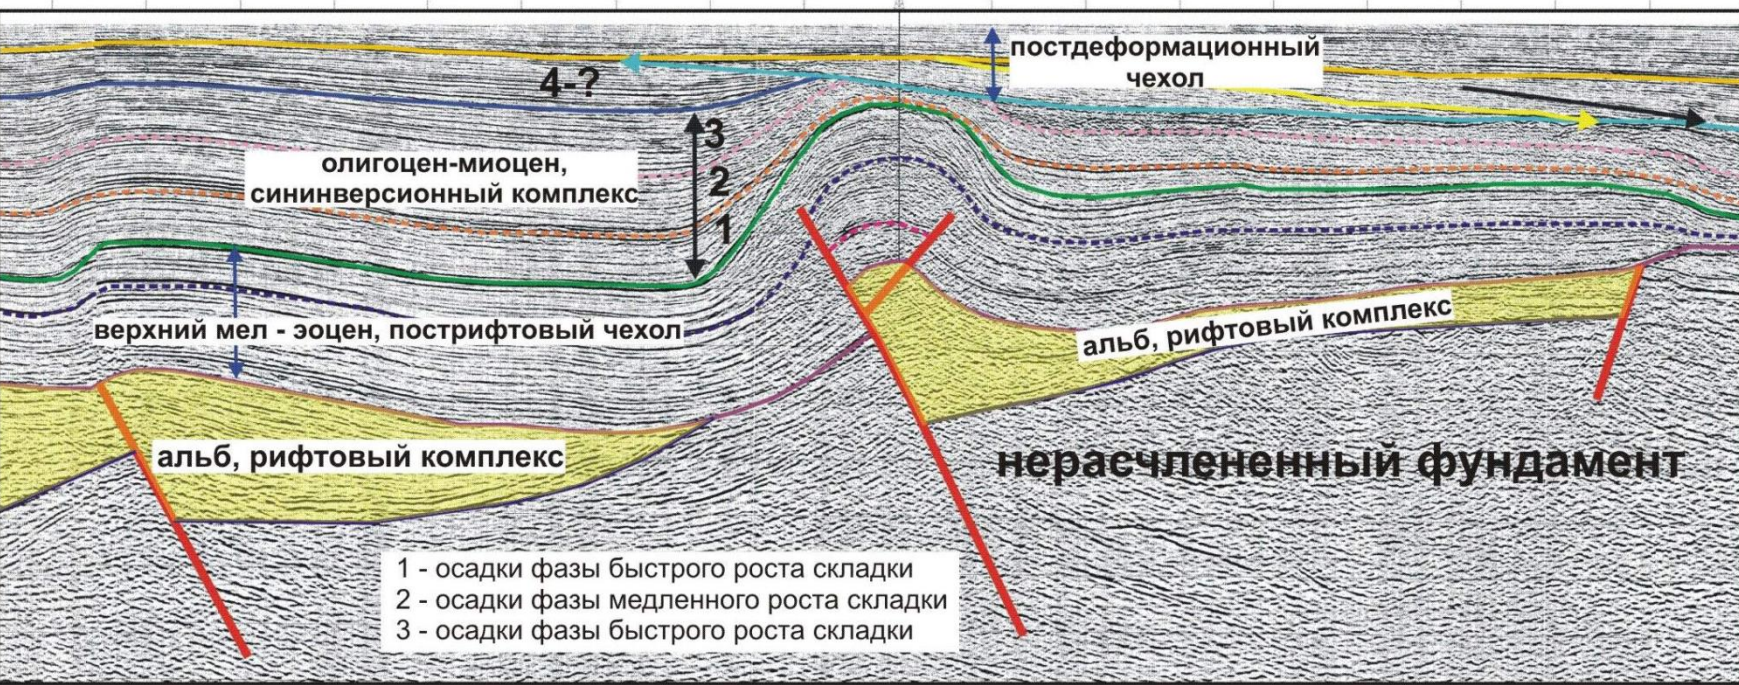 постдеформационный
чехол
4-?
3
олигоцен-миоцен,
сининверсионный комплекс
2
1
верхний мел - эоцен, пострифтовый чехол
альб, рифтовый комплекс
альб, рифтовый комплекс
нерасчлененный фундамент
1 - осадки фазы быстрого роста складки
2 - осадки фазы медленного роста складки
3 - осадки фазы быстрого роста складки